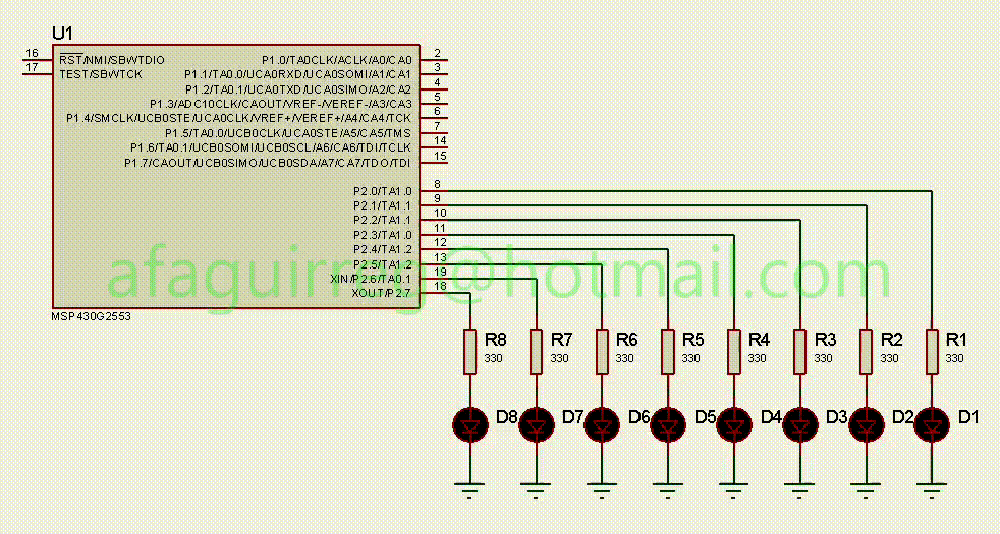 U1
16 RST/NMI/SBWTDIO
17 TEST/SBWTCK
P1.0/TA0CLK/ACLK/A0/CA0 2
P1.1/TA0.0/UCA0RXD/UCA0SOMI/A1/CA1 3
P1.2/TA0.1/UCA0TXD/UCA0SIMO/A2/CA2 4
P1.3/ADC10CLK/CAOUT/VREF-/VEREF-/A3/CA3 5
P1.4/SMCLK/UCB0STE/UCA0CLK/VREF+/VEREF+/A4/CA4/TCK 6
P1.5/TA0.0/UCB0CLK/UCA0STE/A5/CA5/TMS 7
P1.6/TA0.1/UCB0SOMI/UCB0SCL/A6/CA6/TDI/TCLK 14
P1.7/CAOUT/UCB0SIMO/UCB0SDA/A7/CA7/TDO/TDI 15
P2.0/TA1.0 8
P2.1/TA1.1 9
P2.2/TA1.1 10
P2.3/TA1.0 11
P2.4/TA1.2 12
P2.5/TA1.2 13
XIN/P2.6/TA0.1 19
XOUT/P2.7 18
MSP430G2553
R8 R7 R6 R5 R4 R3 R2 R1
330 330 330 330 330 330 330 330
D8 D7 D6 D5 D4 D3 D2 D1